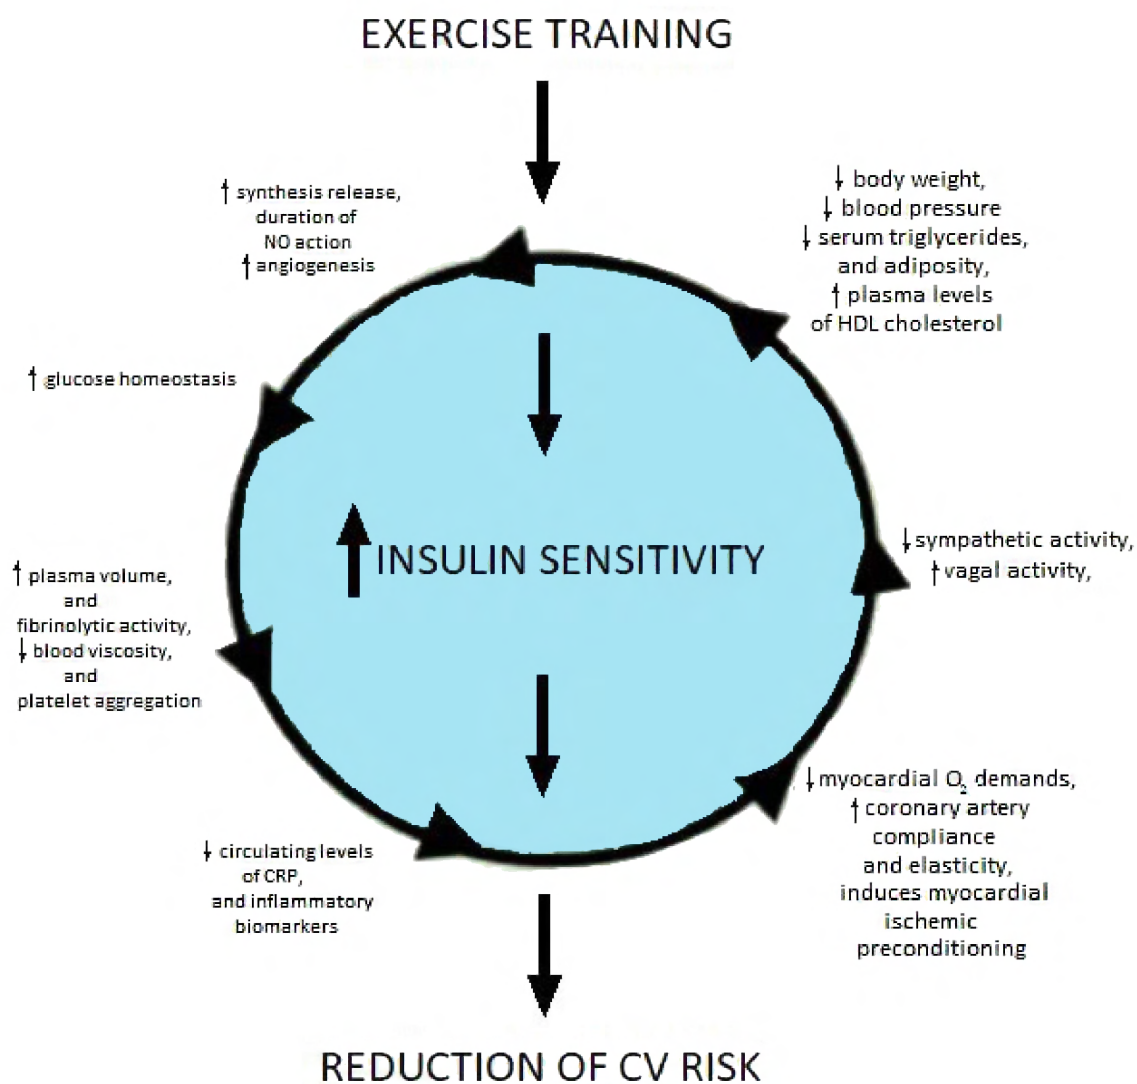 EXERCISE TRAINING
↑ synthesis release,
duration of
NO action
↑ angiogenesis
↓ body weight,
↓ blood pressure
↓ serum triglycerides,
and adiposity,
↑ plasma levels
of HDL cholesterol
↑ glucose homeostasis
↑ INSULIN SENSITIVITY
↓ sympathetic activity,
↑ vagal activity,
↑ plasma volume,
and
fibrinolytic activity,
↓ blood viscosity,
and
platelet aggregation
↓ circulating levels
of CRP,
and inflammatory
biomarkers
↓ myocardial O₂ demands,
↑ coronary artery
compliance
and elasticity,
induces myocardial
ischemic
preconditioning
REDUCTION OF CV RISK